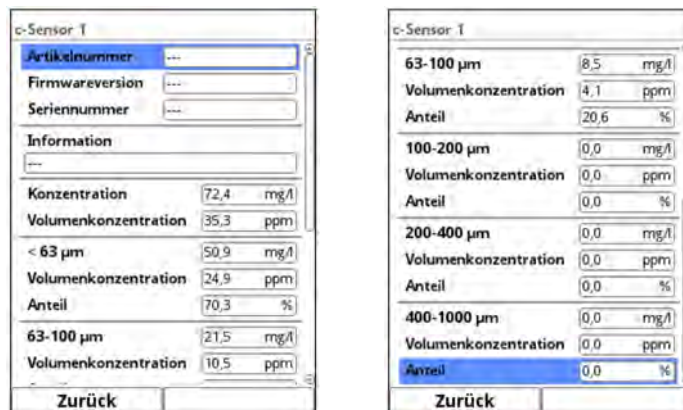 c-Sensor 1
Artikelnummer ---
Firmwareversion ---
Seriennummer ---
Information
---
Konzentration 72,4 mg/l
Volumenkonzentration 35,3 ppm
< 63 µm 50,9 mg/l
Volumenkonzentration 24,9 ppm
Anteil 70,3 %
63-100 µm 21,5 mg/l
Volumenkonzentration 10,5 ppm
Zurück
c-Sensor 1
63-100 µm 8,5 mg/l
Volumenkonzentration 4,1 ppm
Anteil 20,6 %
100-200 µm 0,0 mg/l
Volumenkonzentration 0,0 ppm
Anteil 0,0 %
200-400 µm 0,0 mg/l
Volumenkonzentration 0,0 ppm
Anteil 0,0 %
400-1000 µm 0,0 mg/l
Volumenkonzentration 0,0 ppm
Anteil 0,0 %
Zurück